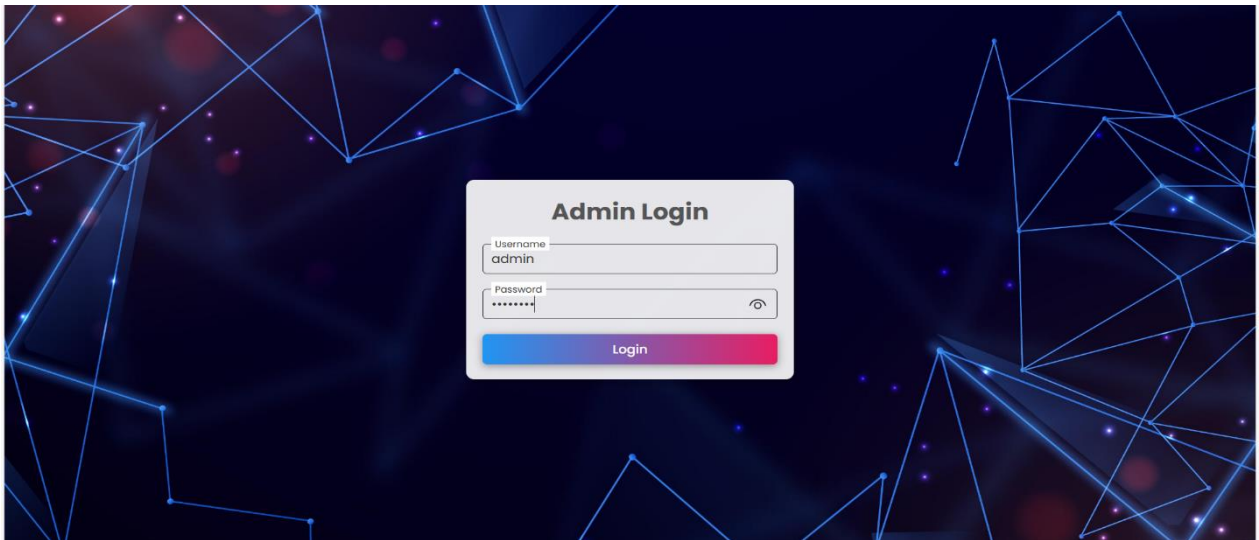 Admin Login
Username
admin
Password
••••••••
Login